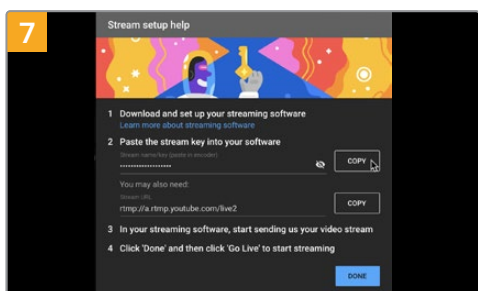 7
Stream setup help
1 Download and set up your streaming software
Learn more about streaming software
2 Paste the stream key into your software
Stream name/key (paste in encoder)
•••••••••••••••••••
COPY
You may also need:
Stream URL
rtmp://a.rtmp.youtube.com/live2
COPY
3 In your streaming software, start sending us your video stream
4 Click 'Done' and then click 'Go Live' to start streaming
DONE